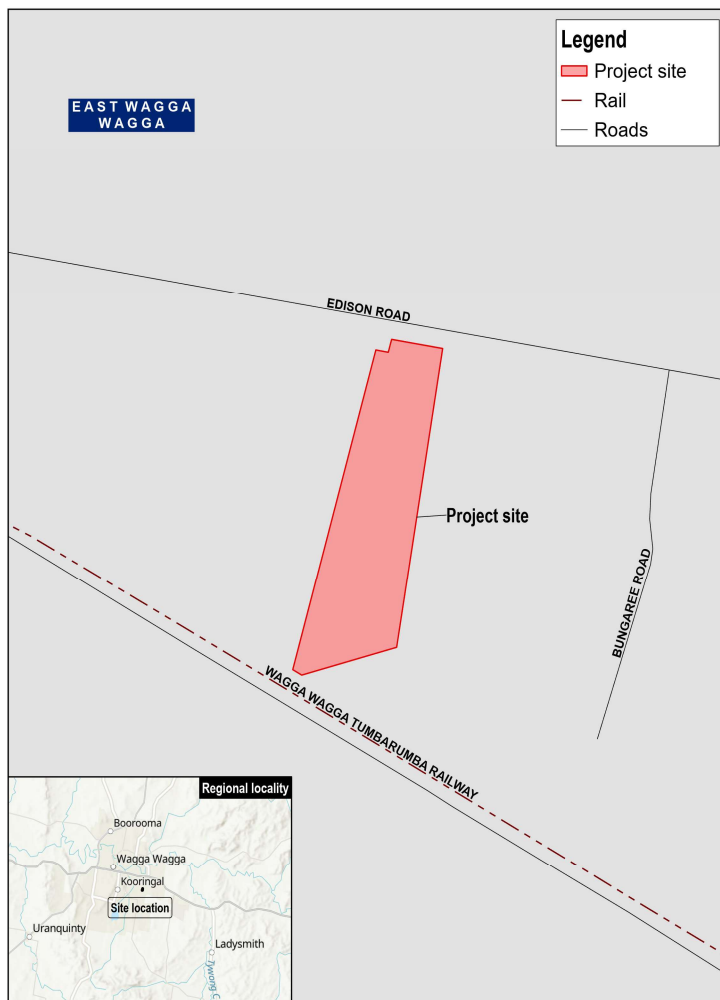 Legend
Project site
Rail
Roads
EAST WAGGA
WAGGA
EDISON ROAD
Project site
BUNGAREE ROAD
WAGGA WAGGA TUMBARUMBA RAILWAY
Regional locality
Boorooma
Wagga Wagga
Kooringal
Site location
Uranquinty
Ladysmith